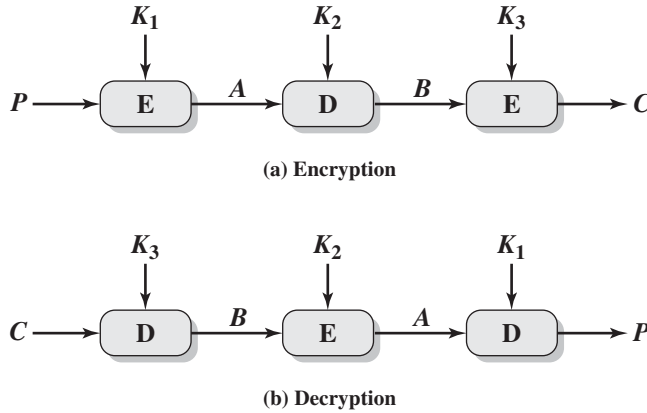 K1 K2 K3
P E A D B E C
(a) Encryption
K3 K2 K1
C D B E A D P
(b) Decryption